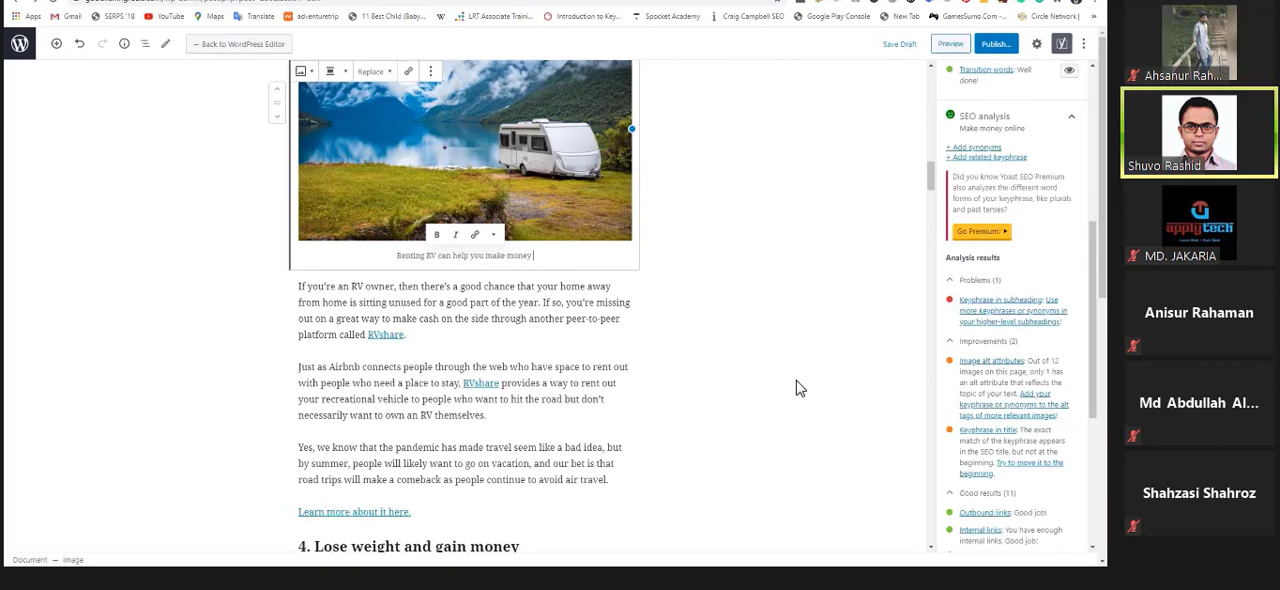 Apps
Gmail
SERPS '18
YouTube
Maps
Translate
adventuretrip
11 Best Child (Baby...
LRT Associate Traini...
Introduction to Key...
Spocket Academy
Craig Campbell SEO
Google Play Console
New Tab
GamesSumo.com -...
Circle Network |
»
← Back to WordPress Editor
Save Draft
Preview
Publish...
Replace
Renting RV can help you make money
If you're an RV owner, then there's a good chance that your home away
from home is sitting unused for a good part of the year. If so, you're missing
out on a great way to make cash on the side through another peer-to-peer
platform called RVshare.
Just as Airbnb connects people through the web who have space to rent out
with people who need a place to stay, RVshare provides a way to rent out
your recreational vehicle to people who want to hit the road but don't
necessarily want to own an RV themselves.
Yes, we know that the pandemic has made travel seem like a bad idea, but
by summer, people will likely want to go on vacation, and our bet is that
road trips will make a comeback as people continue to avoid air travel.
Learn more about it here.
4. Lose weight and gain money
Document → Image
Transition words: Well
done!
SEO analysis
Make money online
+ Add synonyms
+ Add related keyphrase
Did you know Yoast SEO Premium
also analyzes the different word
forms of your keyphrase, like plurals
and past tenses?
Go Premium!
Analysis results
Problems (1)
Keyphrase in subheading: Use
more keyphrases or synonyms in
your higher-level subheadings!
Improvements (2)
Image alt attributes: Out of 12
images on this page, only 1 has
an alt attribute that reflects the
topic of your text. Add your
keyphrase or synonyms to the alt
tags of more relevant images!
Keyphrase in title: The exact
match of the keyphrase appears
in the SEO title, but not at the
beginning. Try to move it to the
beginning.
Good results (11)
Outbound links: Good job!
Internal links: You have enough
internal links. Good job!
Ahsanur Rah...
Shuvo Rashid
applytech
MD. JAKARIA
Anisur Rahaman
Md Abdullah Al...
Shahzasi Shahroz